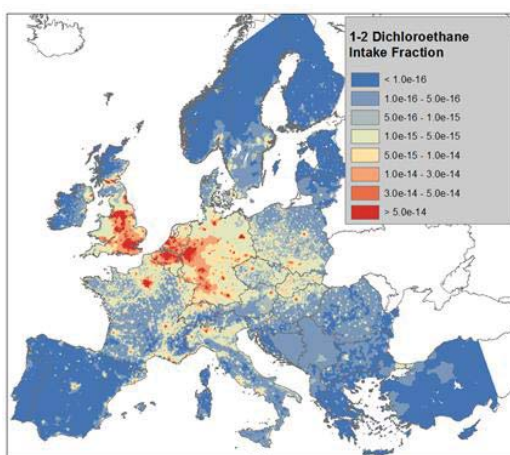 1-2 Dichloroethane
Intake Fraction
< 1.0e-16
1.0e-16 - 5.0e-16
5.0e-16 - 1.0e-15
1.0e-15 - 5.0e-15
5.0e-15 - 1.0e-14
1.0e-14 - 3.0e-14
3.0e-14 - 5.0e-14
> 5.0e-14